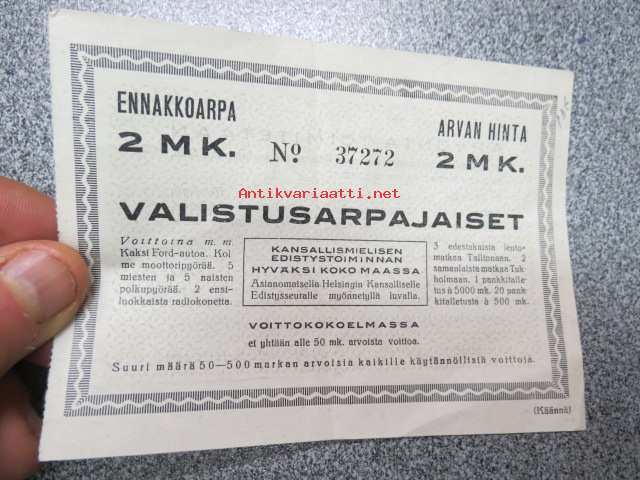 ENNAKKOARPA
2 MK.
No 37272
ARVAN HINTA
2 MK.
Antikvariaatti.net
VALISTUSARPAJAISET
Voittoina m. m.
Kaksi Ford-autoa. Kol
me moottoripyörää. 5
miesten ja 5 naisten
polkupyörää. 2 ensi-
luokkaista radiokonetta.
KANSALLISMIELISEN
EDISTYSTOIMINNAN
HYVÄKSI KOKO MAASSA
Asianomaisella Helsingin Kansalliselle
Edistysseuralle myönnetyllä luvalla.
3 edestakaista lento-
matkaa Tallinnaan. 2
samanlaista matkaa Tuk-
holmaan. 1 pankkitalle-
tus à 5000 mk. 20 pank-
kitalletusta à 500 mk.
VOITTOKOKOELMASSA
ei yhtään alle 50 mk. arvoista voittoa.
Suuri määrä 50—500 markan arvoisia kaikille käytännöllisiä voittoja.
(Käännä)